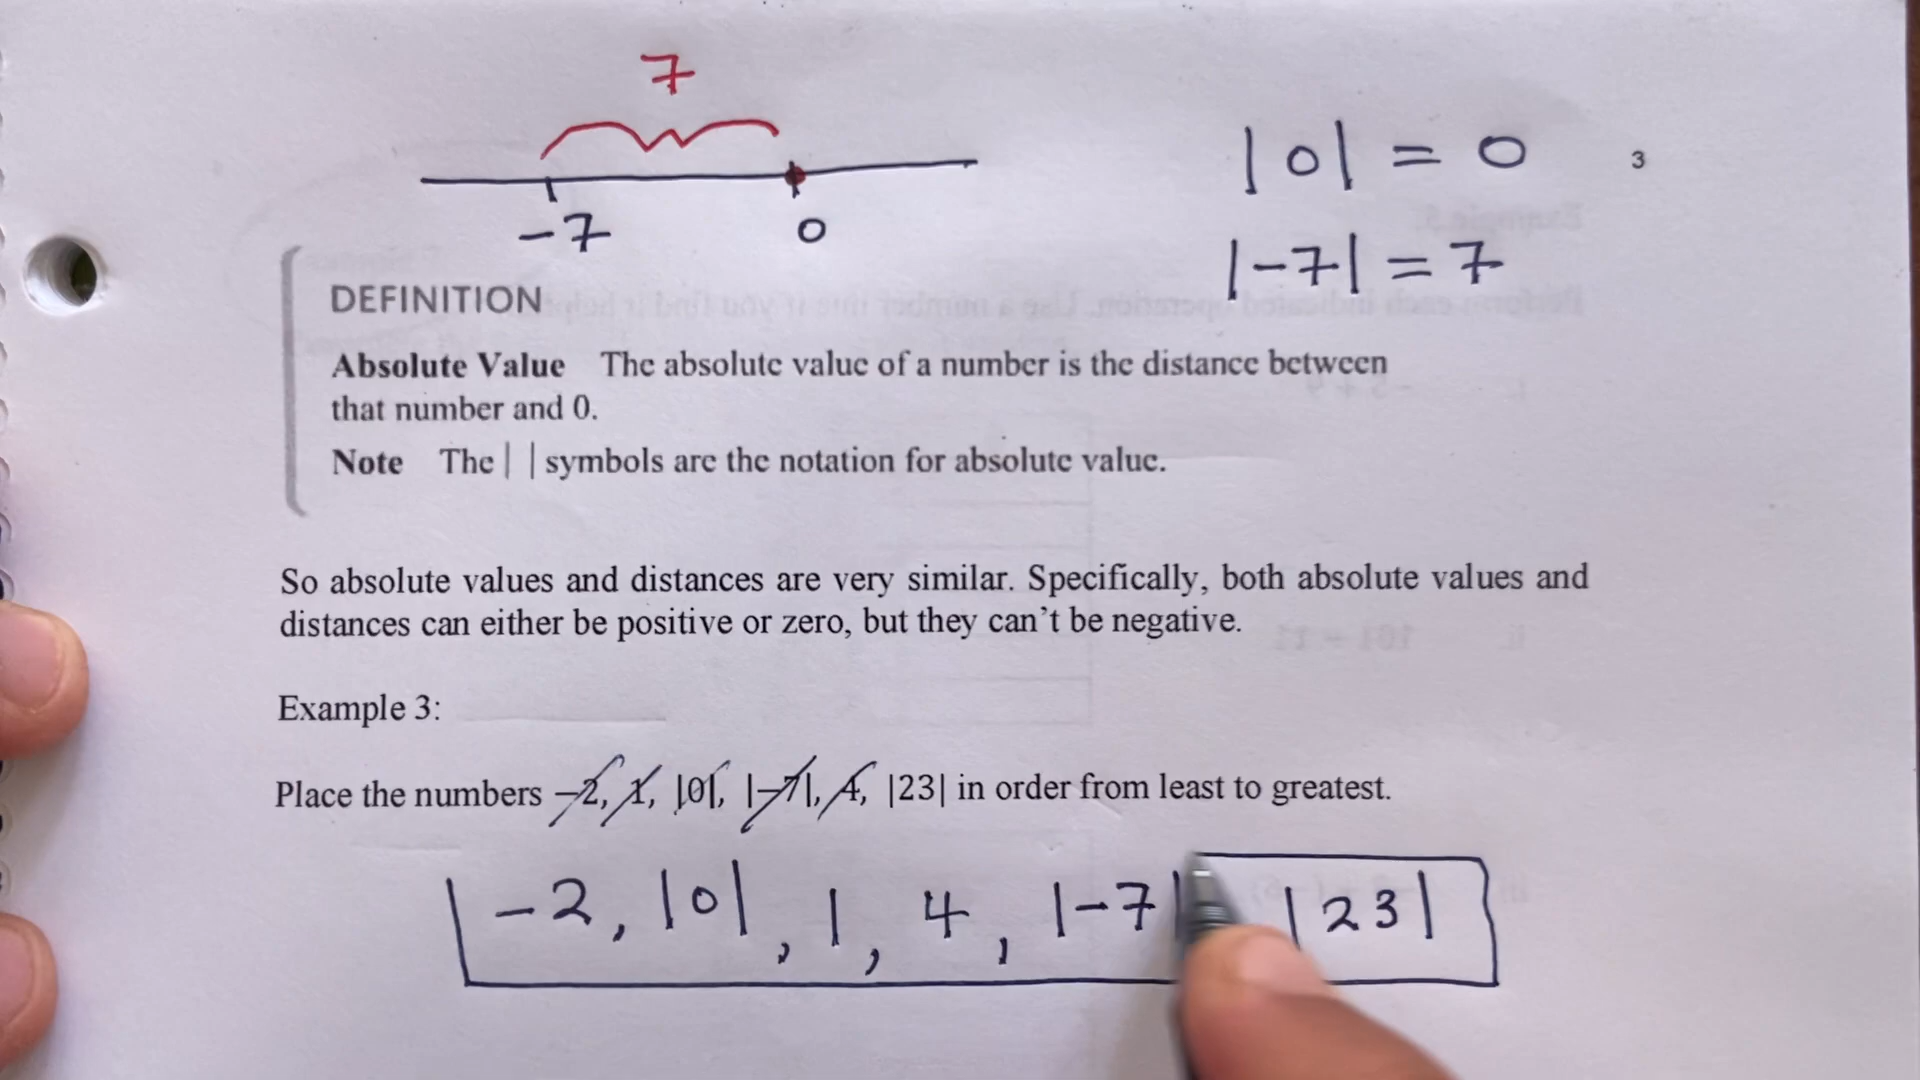 7
-7 0
|0| = 0
3
|-7| = 7
DEFINITION
Absolute Value The absolute value of a number is the distance between
that number and 0.
Note The | | symbols are the notation for absolute value.
So absolute values and distances are very similar. Specifically, both absolute values and
distances can either be positive or zero, but they can't be negative.
Example 3:
Place the numbers −2, 1, |0|, |−7|, 4, |23| in order from least to greatest.
-2, |0|, 1, 4, |-7| |23|